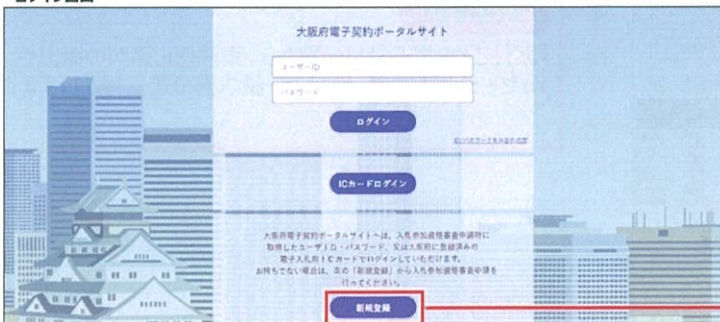 大阪府電子契約ポータルサイト
ユーザーID
パスワード
ログイン
ICカードログイン
大阪府電子契約ポータルサイトへは、入札参加資格審査申請時に
取得したユーザID・パスワード、又は大阪府に登録済みの
電子入札用ICカードでログインしていただけます。
お持ちでない場合は、次の「新規登録」から入札参加資格審査申請を
行ってください。
新規登録